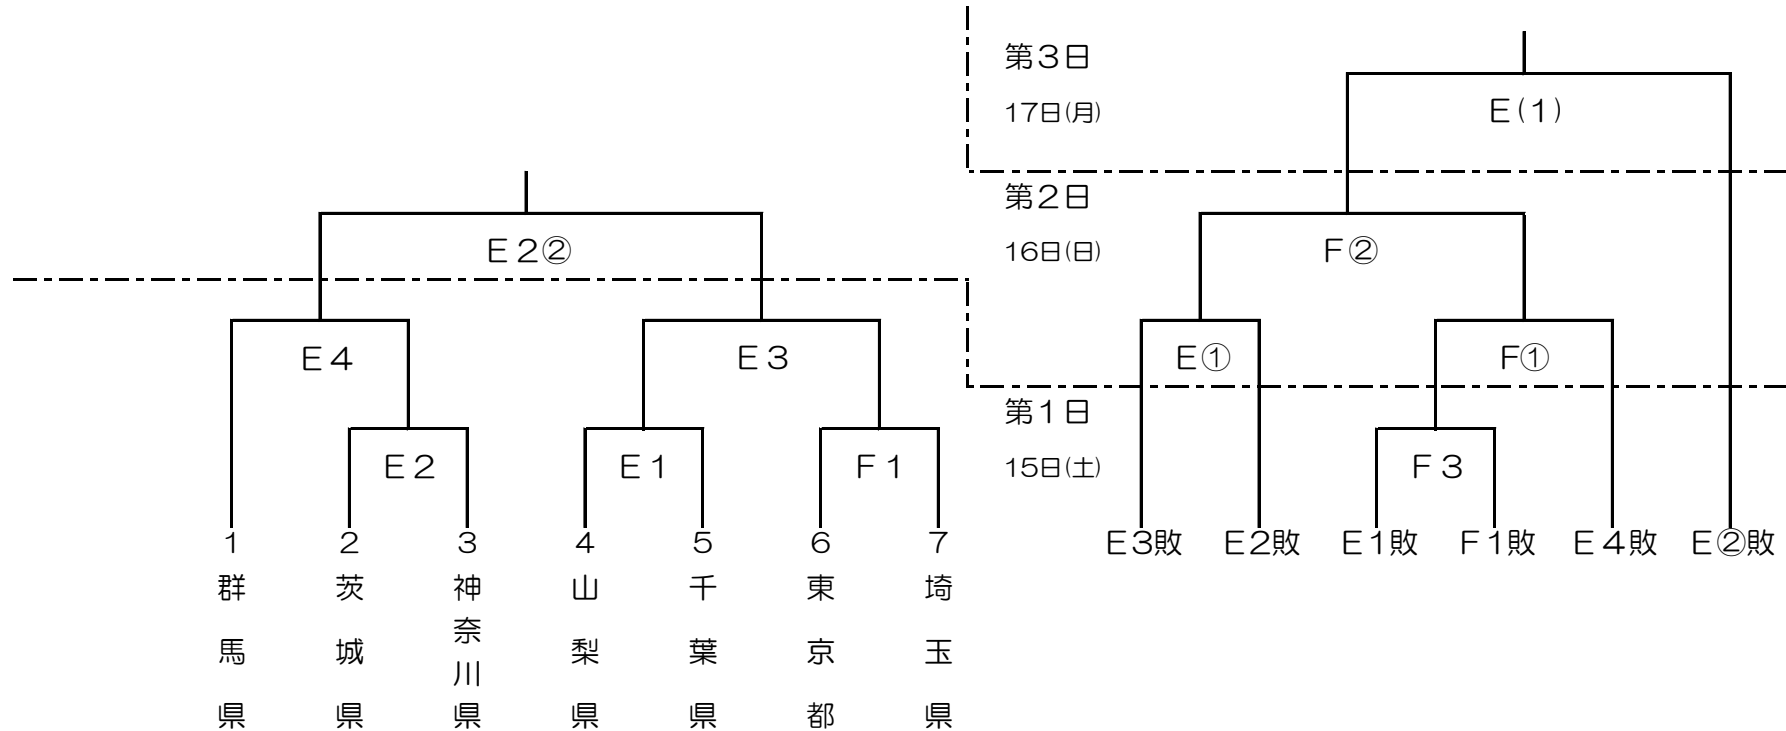 第３日
17日(月)
Ｅ(１)
第２日
16日(日)
Ｅ２②
Ｆ②
Ｅ４
Ｅ３
Ｅ①
Ｆ①
第１日
15日(土)
Ｅ２
Ｅ１
Ｆ１
Ｆ３
１ ２ ３ ４ ５ ６ ７
Ｅ３敗 Ｅ２敗 Ｅ１敗 Ｆ１敗 Ｅ４敗 Ｅ②敗
群馬県
茨城県
神奈川県
山梨県
千葉県
東京都
埼玉県